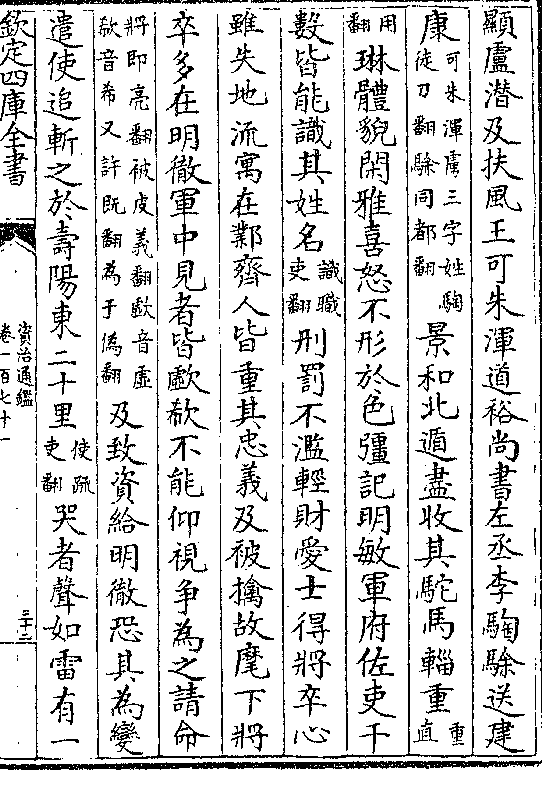 顯盧潛及扶風王可朱渾道裕尚書左丞李騊駼送建
康可朱渾虜三字姓騊徒刀翻駼同都翻景和北遁盡收其駝馬輜重重直
用翻琳體貌閑雅喜怒不形於色彊記明敏軍府佐吏千
數皆能識其姓名識職吏翻刑罰不濫輕財愛士得將卒心
雖失地流寓在鄴齊人皆重其忠義及被擒故麾下將
卒多在明徹軍中見者皆歔欷不能仰視争為之請命
將即亮翻被皮義翻歔音虛欷音希又許既翻為于偽翻及致資給明徹恐其為變
遣使追斬之於壽陽東二十里使疏吏翻哭者聲如雷有一
欽定四庫全書
資治通鑑
卷一百七十一
二十二